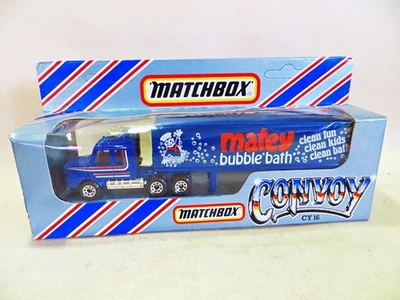 MATCHBOX
matey
bubble bath
clean fun
clean kids
clean bath!
MATCHBOX
CONVOY
CY 16